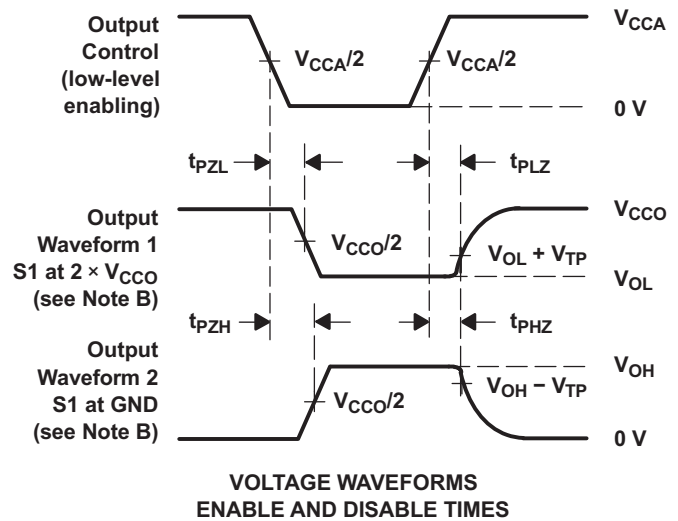 Output
Control
(low-level
enabling)
V_CCA
V_CCA/2
V_CCA/2
0 V
t_PZL
t_PLZ
Output
Waveform 1
S1 at 2 × V_CCO
(see Note B)
V_CCO
V_CCO/2
V_OL + V_TP
V_OL
t_PZH
t_PHZ
Output
Waveform 2
S1 at GND
(see Note B)
V_OH
V_OH − V_TP
V_CCO/2
0 V
VOLTAGE WAVEFORMS
ENABLE AND DISABLE TIMES